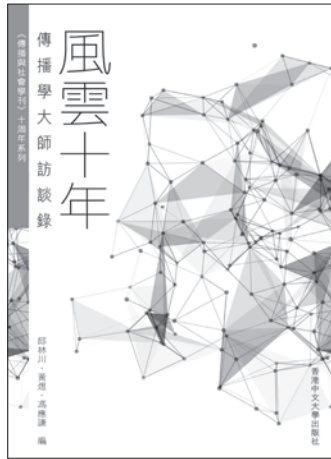 《傳播與社會學刊》十周年系列
風雲十年
傳播學大師訪談錄
邱林川・黃煜・馮應謙 編
香港中文大學出版社